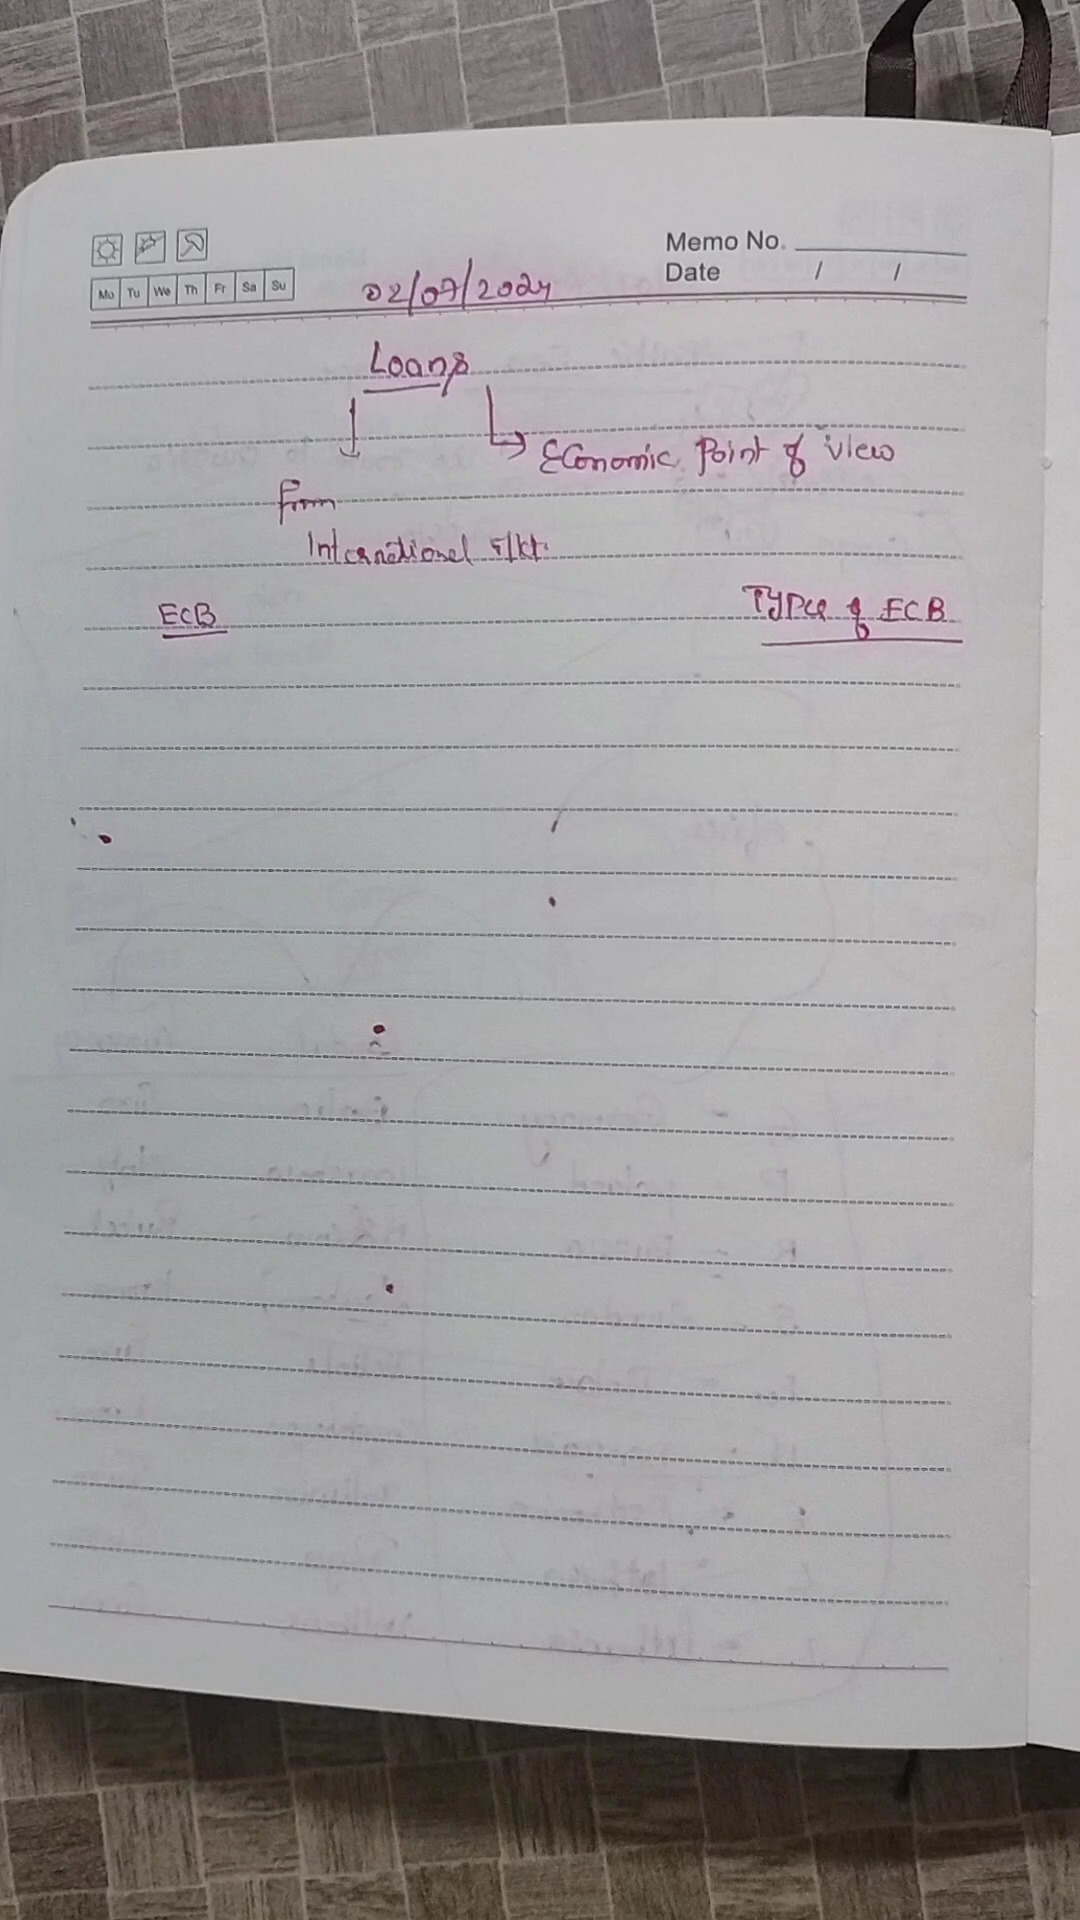 Memo No.
Mo Tu We Th Fr Sa Su
Date / /
02/07/2024
Loans
Economic Point of view
from
International
ECB
Types of ECB